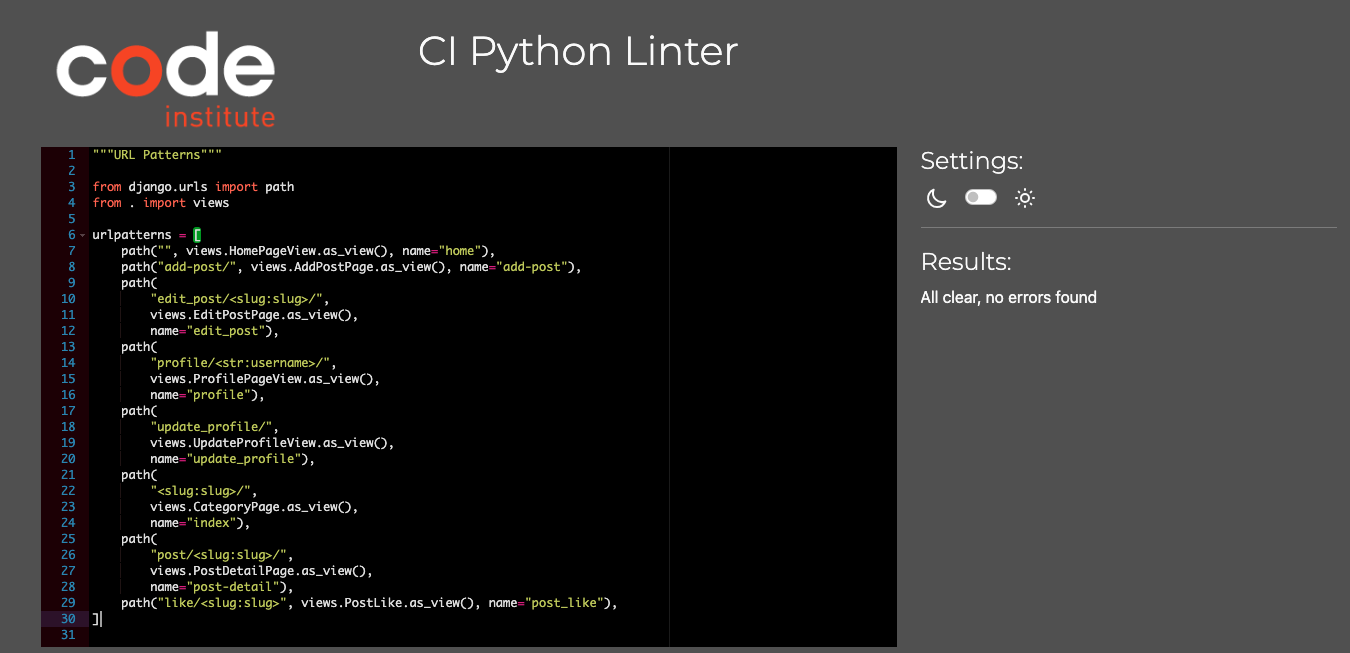 code
institute
CI Python Linter
1 """URL Patterns"""
2
3 from django.urls import path
4 from . import views
5
6 urlpatterns = [
7     path("", views.HomePageView.as_view(), name="home"),
8     path("add-post/", views.AddPostPage.as_view(), name="add-post"),
9     path(
10         "edit_post/<slug:slug>/",
11         views.EditPostPage.as_view(),
12         name="edit_post"),
13     path(
14         "profile/<str:username>/",
15         views.ProfilePageView.as_view(),
16         name="profile"),
17     path(
18         "update_profile/",
19         views.UpdateProfileView.as_view(),
20         name="update_profile"),
21     path(
22         "<slug:slug>/",
23         views.CategoryPage.as_view(),
24         name="index"),
25     path(
26         "post/<slug:slug>/",
27         views.PostDetailPage.as_view(),
28         name="post-detail"),
29     path("like/<slug:slug>", views.PostLike.as_view(), name="post_like"),
30 ]
31
Settings:
Results:
All clear, no errors found